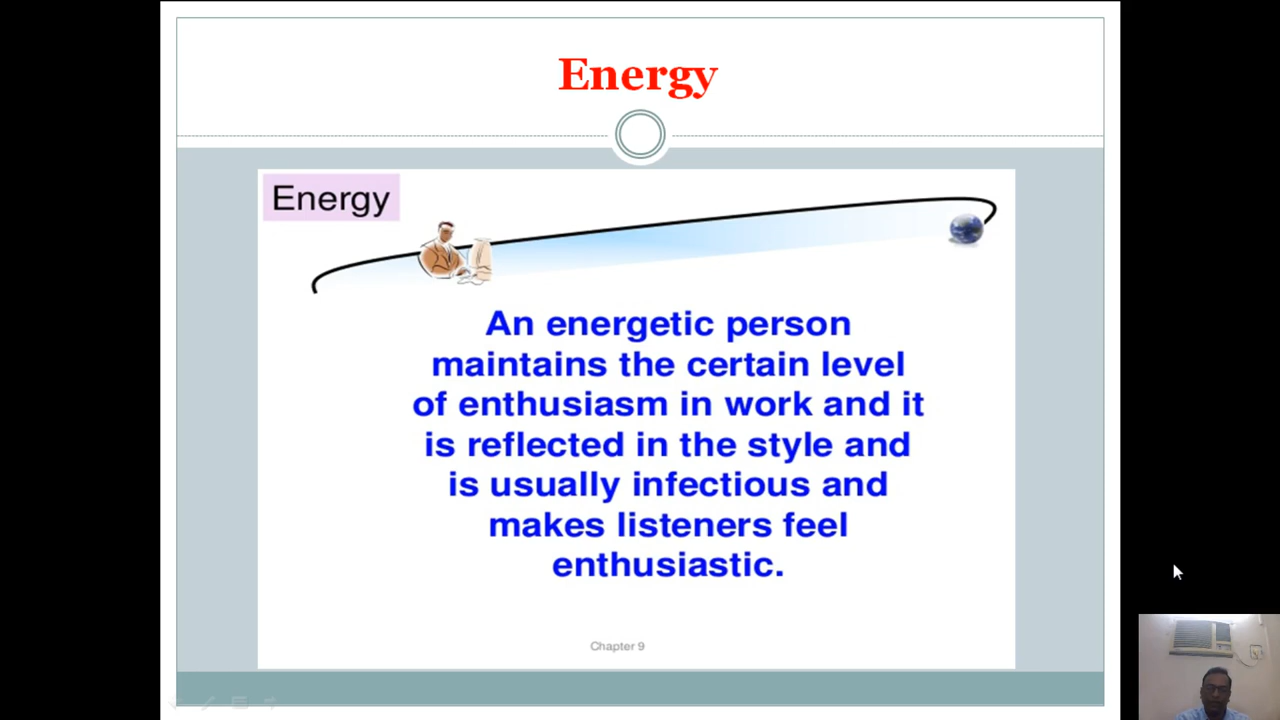 Energy
Energy
An energetic person
maintains the certain level
of enthusiasm in work and it
is reflected in the style and
is usually infectious and
makes listeners feel
enthusiastic.
Chapter 9